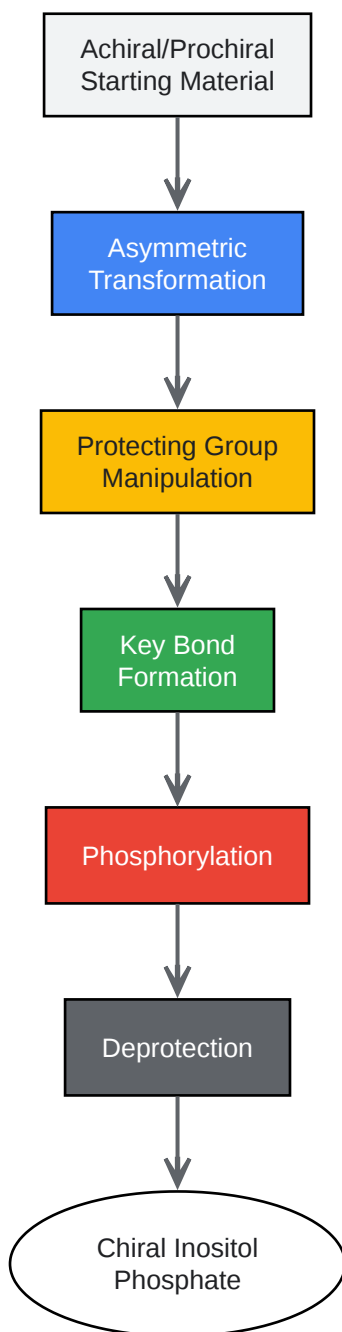 Achiral/Prochiral
Starting Material
Asymmetric
Transformation
Protecting Group
Manipulation
Key Bond
Formation
Phosphorylation
Deprotection
Chiral Inositol
Phosphate